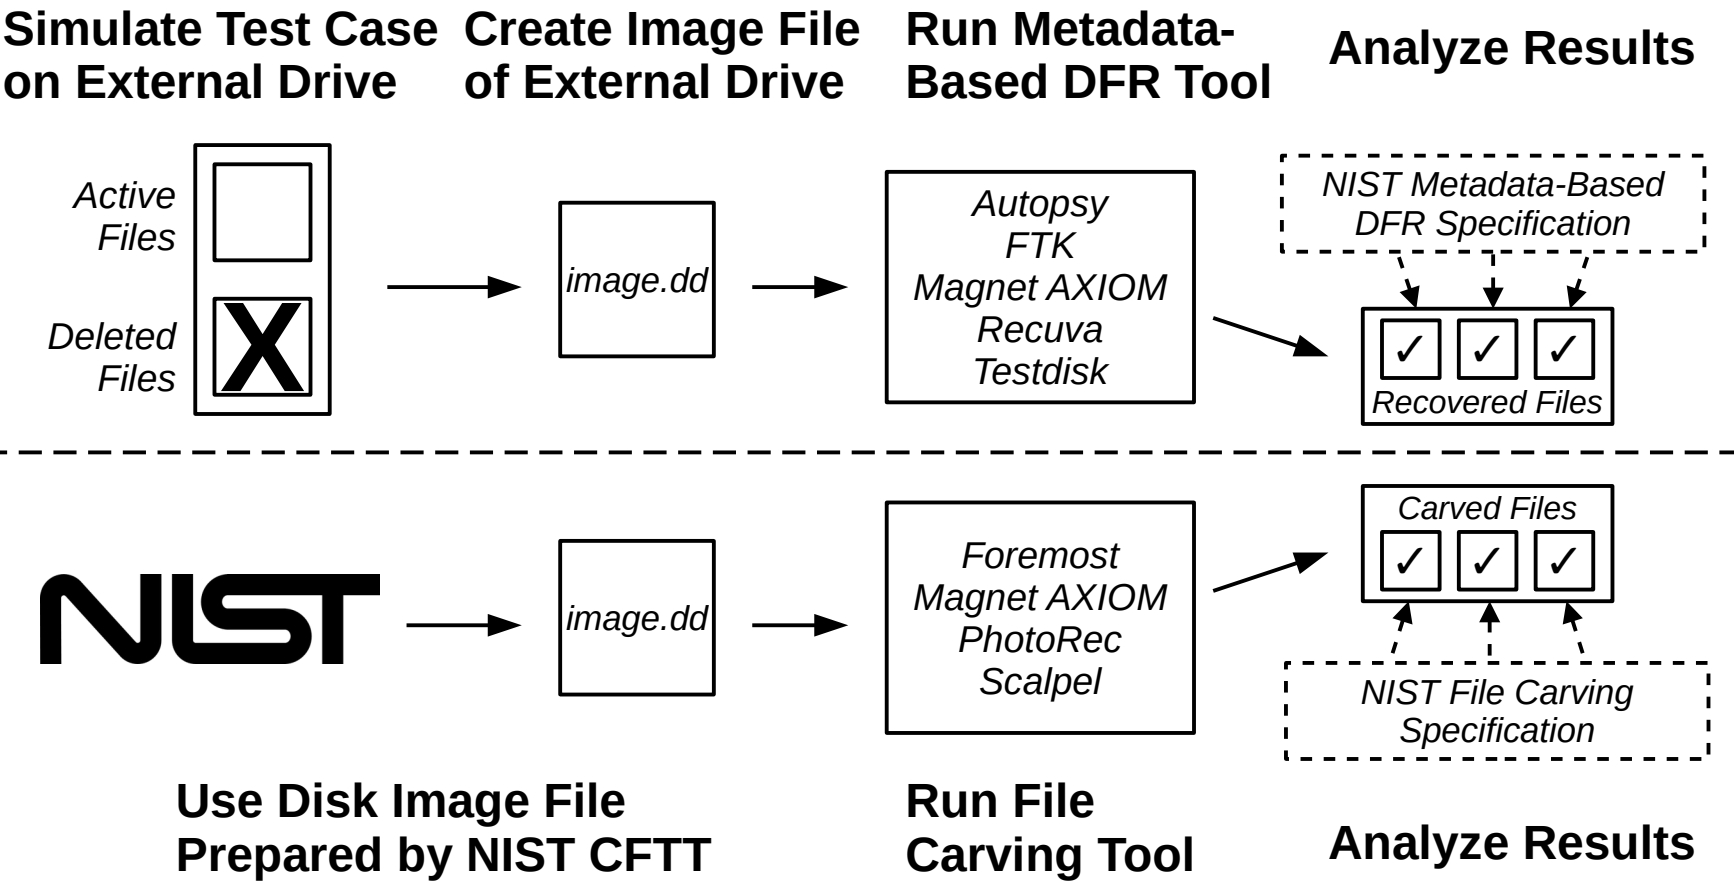 Simulate Test Case
on External Drive
Create Image File
of External Drive
Run Metadata-
Based DFR Tool
Analyze Results
Active
Files
Deleted
Files
X
image.dd
Autopsy
FTK
Magnet AXIOM
Recuva
Testdisk
NIST Metadata-Based
DFR Specification
✓ ✓ ✓
Recovered Files
NIST
image.dd
Foremost
Magnet AXIOM
PhotoRec
Scalpel
Carved Files
✓ ✓ ✓
NIST File Carving
Specification
Use Disk Image File
Prepared by NIST CFTT
Run File
Carving Tool
Analyze Results